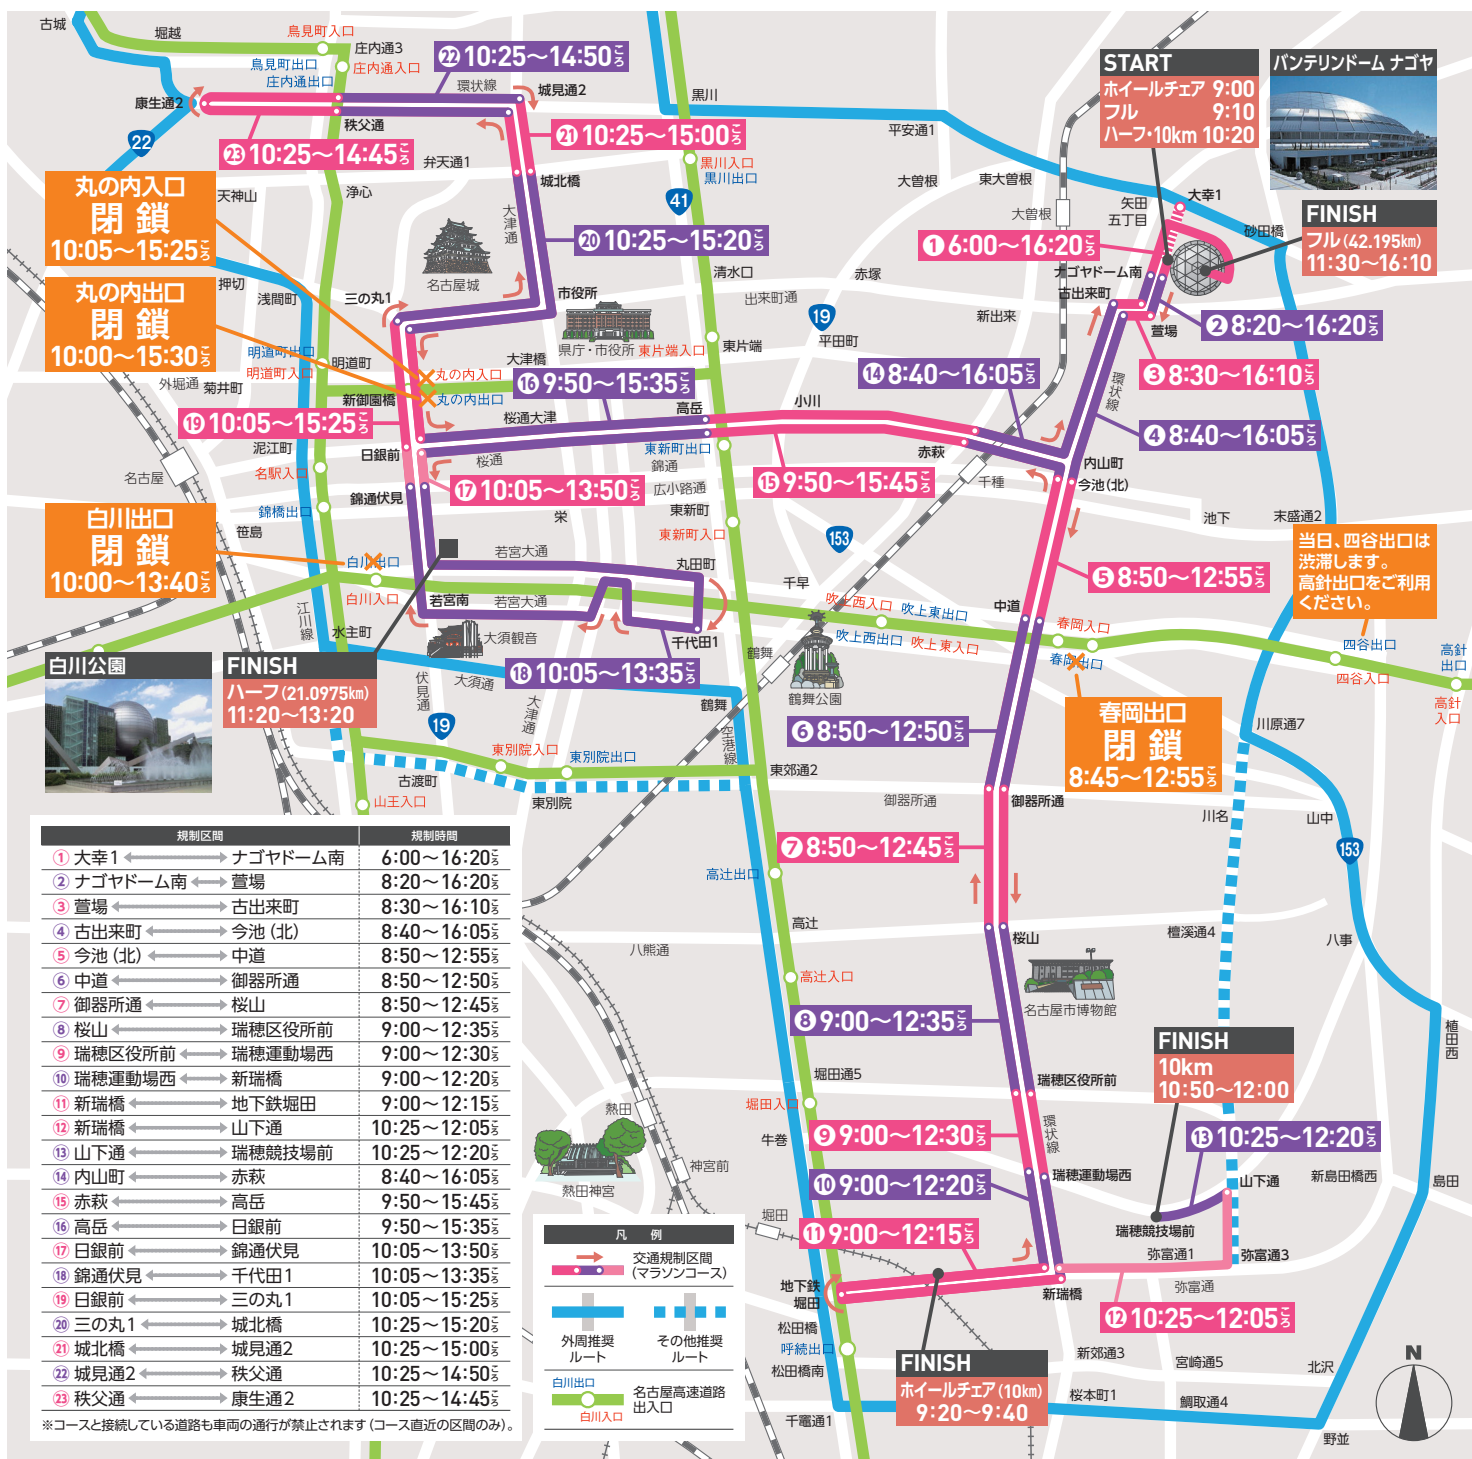 古城
堀越
鳥見町入口
庄内通3
鳥見町出口
庄内通入口
庄内通出口
㉒10:25〜14:50ごろ
環状線
城見通2
康生通2
秩父通
22
㉓10:25〜14:45ごろ
㉑10:25〜15:00ごろ
弁天通1
城北橋
黒川
平安通1
黒川入口
黒川出口
41
START
ホイールチェア 9:00
フル 9:10
ハーフ・10km 10:20
バンテリンドーム ナゴヤ
大曽根
東大曽根
大曽根
矢田
五丁目
大幸1
砂田橋
FINISH
フル(42.195km)
11:30〜16:10
丸の内入口
閉鎖
10:05〜15:25ごろ
天神山
浄心
大津通
⑳10:25〜15:20ごろ
①6:00〜16:20ごろ
ナゴヤドーム南
古出来町
萱場
②8:20〜16:20ごろ
③8:30〜16:10ごろ
清水口
赤塚
出来町通
19
新出来
平田町
名古屋城
押切
浅間町
三の丸1
市役所
県庁・市役所
丸の内出口
閉鎖
10:00〜15:30ごろ
明道町出口
明道町入口
明道町
外堀通
菊井町
新御園橋
丸の内入口
丸の内出口
大津橋
東片端入口
東片端
⑯9:50〜15:35ごろ
⑭8:40〜16:05ごろ
環状線
④8:40〜16:05ごろ
⑲10:05〜15:25ごろ
桜通大津
高岳
小川
泥江町
日銀前
桜通
東新町出口
錦通
広小路通
赤萩
内山町
今池(北)
千種
名古屋
名駅入口
錦通伏見
錦橋出口
⑰10:05〜13:50ごろ
⑮9:50〜15:45ごろ
栄
東新町
東新町入口
池下
末盛通2
153
笹島
白川出口
閉鎖
10:00〜13:40ごろ
白川出口
白川入口
若宮大通
丸田町
千早
⑤8:50〜12:55ごろ
当日、四谷出口は
渋滞します。
高針出口をご利用
ください。
江川線
水主町
若宮南
若宮大通
大須観音
千代田1
吹上西入口
吹上東出口
吹上西出口
吹上東入口
中道
春岡入口
春岡出口
四谷出口
四谷入口
高針
出口
高針
入口
白川公園
FINISH
ハーフ(21.0975km)
11:20〜13:20
伏見通
大須通
大津通
19
⑱10:05〜13:35ごろ
鶴舞
鶴舞
鶴舞公園
空港線
⑥8:50〜12:50ごろ
春岡出口
閉鎖
8:45〜12:55ごろ
川原通7
東別院入口
東別院出口
古渡町
東別院
東郊通2
山王入口
御器所通
御器所通
川名
山中
153
⑦8:50〜12:45ごろ
高辻出口
高辻
八熊通
高辻入口
桜山
名古屋市博物館
檀溪通4
八事
植田西
⑧9:00〜12:35ごろ
堀田通5
瑞穂区役所前
環状線
堀田入口
牛巻
⑨9:00〜12:30ごろ
⑩9:00〜12:20ごろ
瑞穂運動場西
FINISH
10km
10:50〜12:00
⑬10:25〜12:20ごろ
山下通
新島田橋西
島田
瑞穂競技場前
熱田
神宮前
熱田神宮
堀田
⑪9:00〜12:15ごろ
弥富通1
弥富通3
弥富通
新瑞橋
⑫10:25〜12:05ごろ
地下鉄
堀田
松田橋
呼続出口
松田橋南
千竈通1
FINISH
ホイールチェア(10km)
9:20〜9:40
新郊通3
桜本町1
宮崎通5
鯛取通4
北沢
野並
N
規制区間 規制時間
①大幸1 ナゴヤドーム南 6:00〜16:20ごろ
②ナゴヤドーム南 萱場 8:20〜16:20ごろ
③萱場 古出来町 8:30〜16:10ごろ
④古出来町 今池(北) 8:40〜16:05ごろ
⑤今池(北) 中道 8:50〜12:55ごろ
⑥中道 御器所通 8:50〜12:50ごろ
⑦御器所通 桜山 8:50〜12:45ごろ
⑧桜山 瑞穂区役所前 9:00〜12:35ごろ
⑨瑞穂区役所前 瑞穂運動場西 9:00〜12:30ごろ
⑩瑞穂運動場西 新瑞橋 9:00〜12:20ごろ
⑪新瑞橋 地下鉄堀田 9:00〜12:15ごろ
⑫新瑞橋 山下通 10:25〜12:05ごろ
⑬山下通 瑞穂競技場前 10:25〜12:20ごろ
⑭内山町 赤萩 8:40〜16:05ごろ
⑮赤萩 高岳 9:50〜15:45ごろ
⑯高岳 日銀前 9:50〜15:35ごろ
⑰日銀前 錦通伏見 10:05〜13:50ごろ
⑱錦通伏見 千代田1 10:05〜13:35ごろ
⑲日銀前 三の丸1 10:05〜15:25ごろ
⑳三の丸1 城北橋 10:25〜15:20ごろ
㉑城北橋 城見通2 10:25〜15:00ごろ
㉒城見通2 秩父通 10:25〜14:50ごろ
㉓秩父通 康生通2 10:25〜14:45ごろ
※コースと接続している道路も車両の通行が禁止されます(コース直近の区間のみ)。
凡 例
交通規制区間
(マラソンコース)
外周推奨
ルート
その他推奨
ルート
白川出口
白川入口
名古屋高速道路
出入口